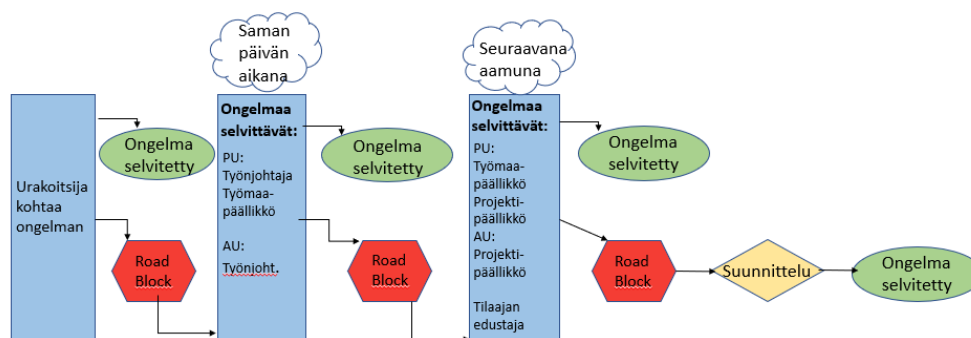 Saman
päivän
aikana
Seuraavana
aamuna
Urakoitsija
kohtaa
ongelman
Ongelma
selvitetty
Road
Block
Ongelmaa
selvittävät:
PU:
Työnjohtaja
Työmaa-
päällikkö
AU:
Työnjoht.
Ongelma
selvitetty
Road
Block
Ongelmaa
selvittävät:
PU:
Työmaa-
päällikkö
Projekti-
päällikkö
AU:
Projekti-
päällikkö
Tilaajan
edustaja
Ongelma
selvitetty
Road
Block
Suunnittelu
Ongelma
selvitetty